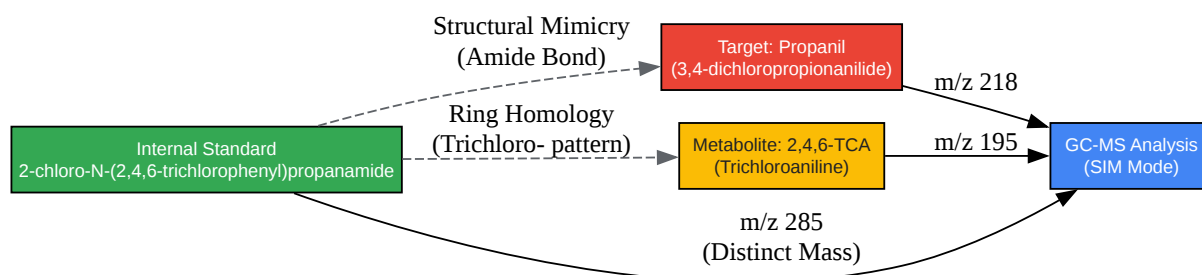 Structural Mimicry
(Amide Bond)
Target: Propanil
(3,4-dichloropropionanilide)
m/z 218
Ring Homology
(Trichloro- pattern)
Internal Standard
2-chloro-N-(2,4,6-trichlorophenyl)propanamide
Metabolite: 2,4,6-TCA
(Trichloroaniline)
m/z 195
GC-MS Analysis
(SIM Mode)
m/z 285
(Distinct Mass)